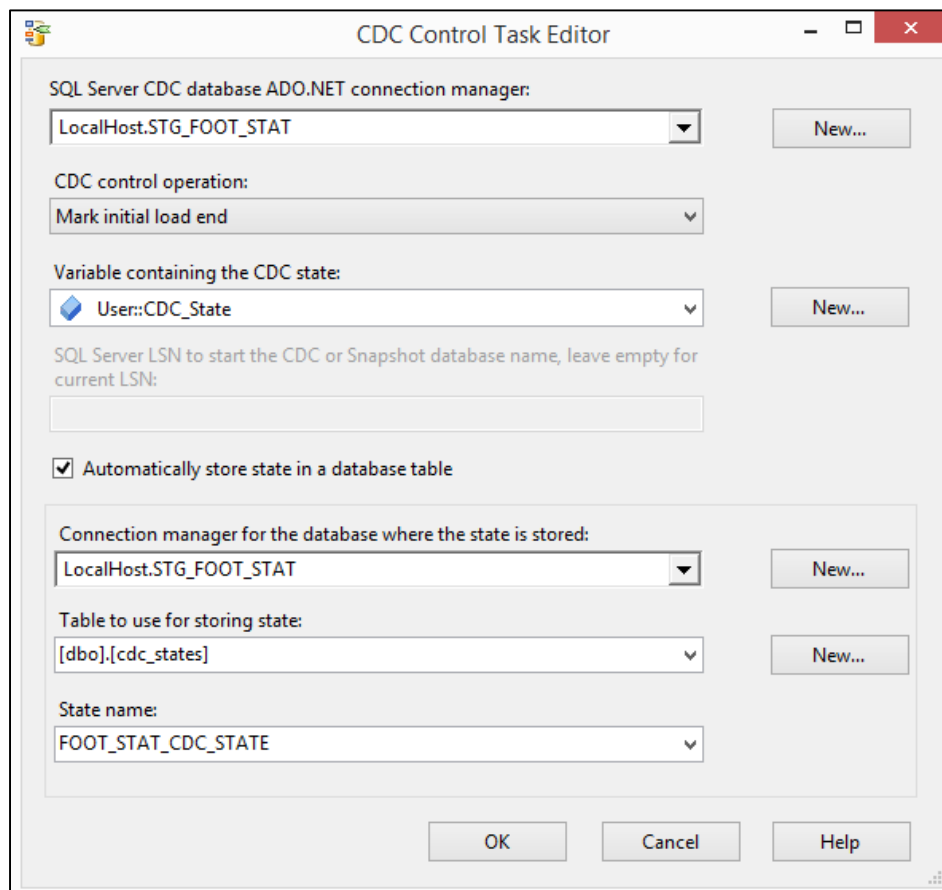 CDC Control Task Editor
SQL Server CDC database ADO.NET connection manager:
LocalHost.STG_FOOT_STAT
New...
CDC control operation:
Mark initial load end
Variable containing the CDC state:
User::CDC_State
New...
SQL Server LSN to start the CDC or Snapshot database name, leave empty for
current LSN:
Automatically store state in a database table
Connection manager for the database where the state is stored:
LocalHost.STG_FOOT_STAT
New...
Table to use for storing state:
[dbo].[cdc_states]
New...
State name:
FOOT_STAT_CDC_STATE
OK
Cancel
Help